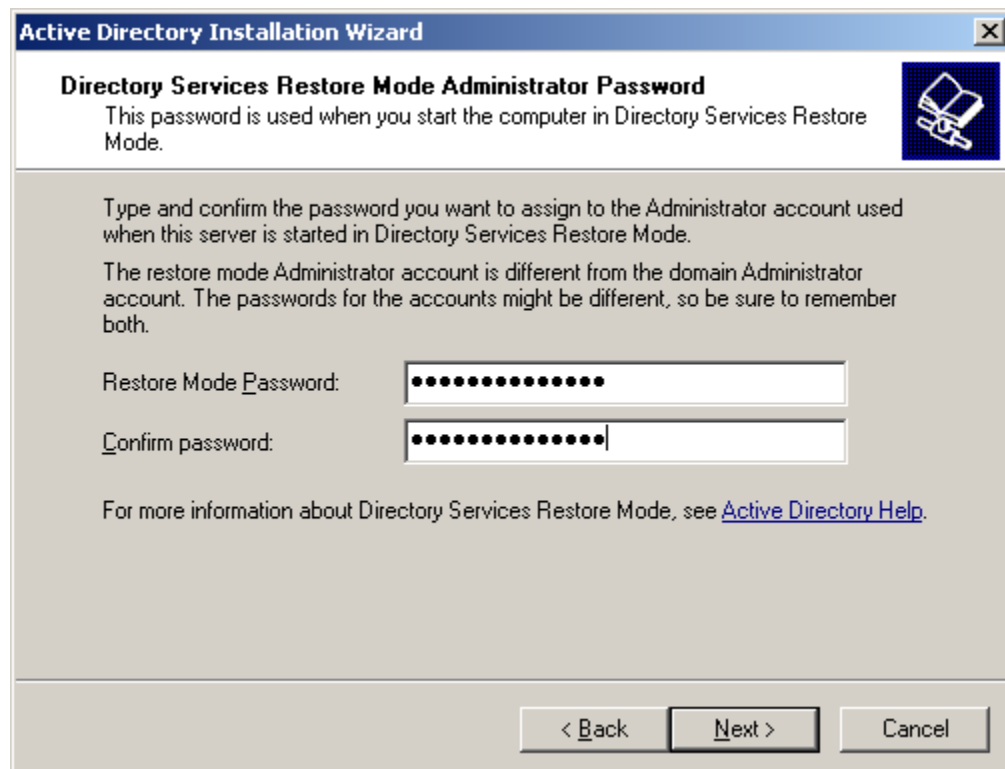 Active Directory Installation Wizard
Directory Services Restore Mode Administrator Password
This password is used when you start the computer in Directory Services Restore
Mode.
Type and confirm the password you want to assign to the Administrator account used
when this server is started in Directory Services Restore Mode.
The restore mode Administrator account is different from the domain Administrator
account. The passwords for the accounts might be different, so be sure to remember
both.
Restore Mode Password: ●●●●●●●●●●●●●●●
Confirm password: ●●●●●●●●●●●●●●●
For more information about Directory Services Restore Mode, see Active Directory Help.
< Back Next > Cancel